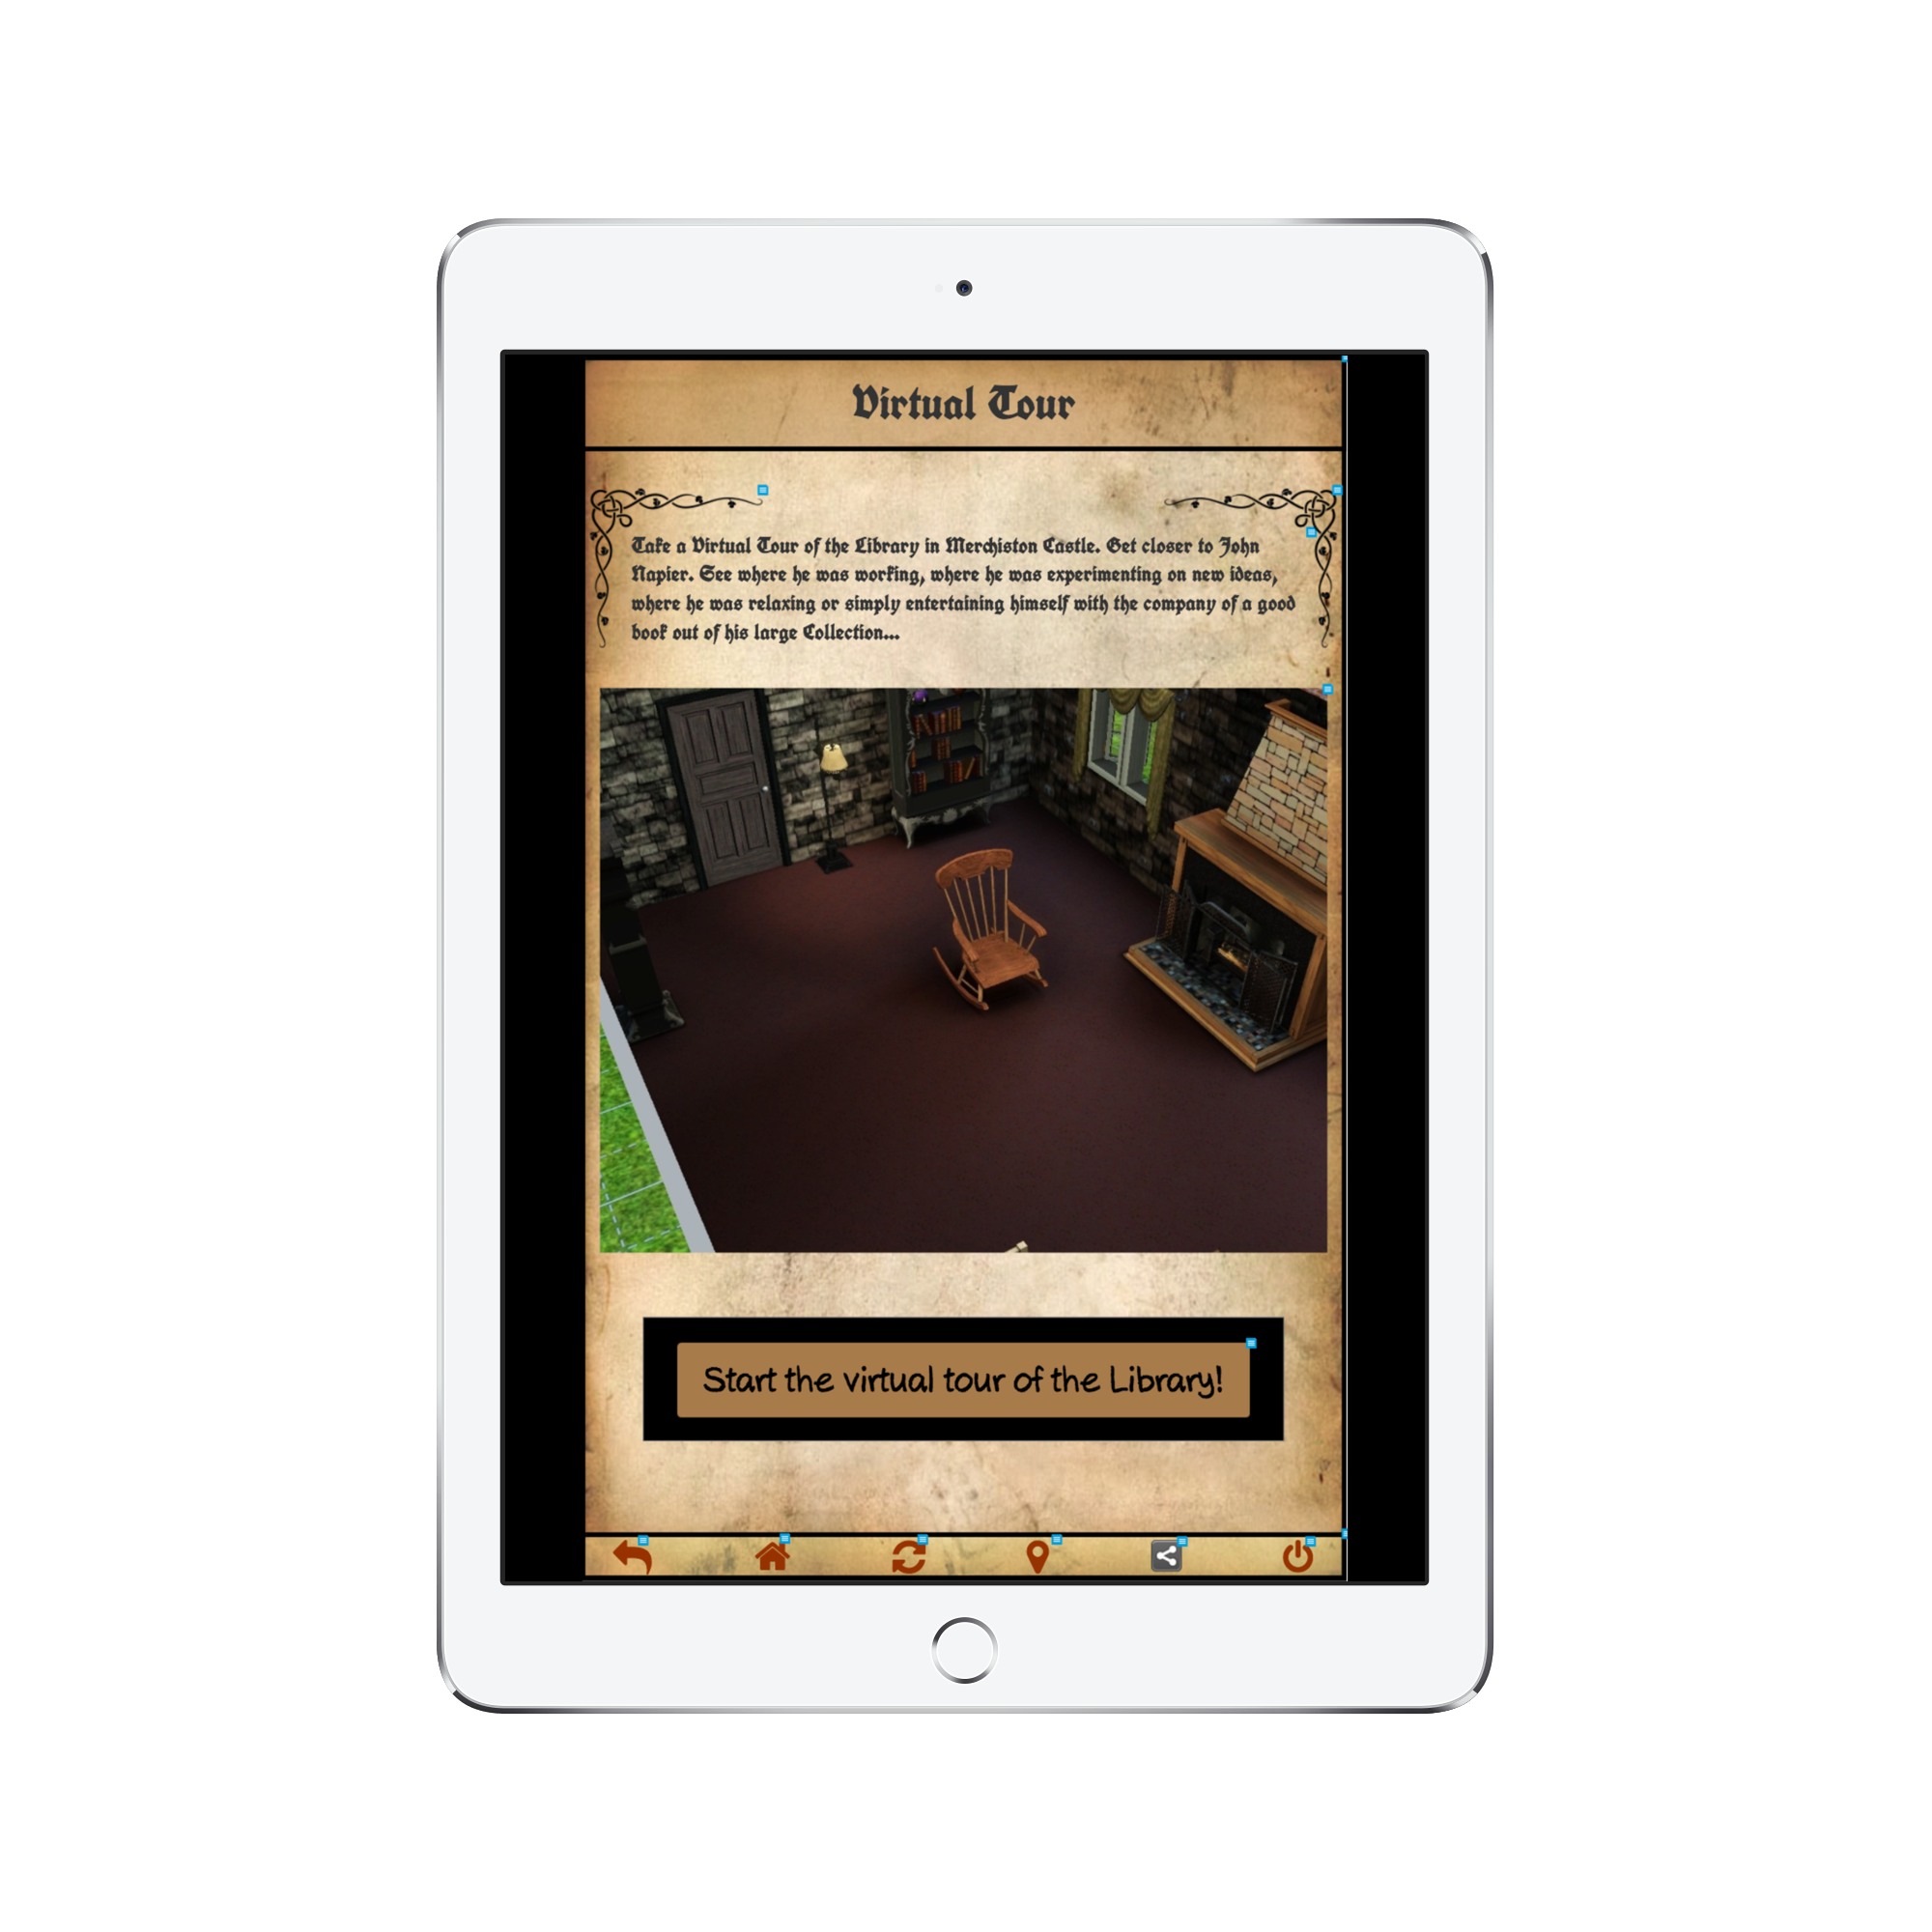 Virtual Tour
Take a Virtual Tour of the Library in Merchiston Castle. Get closer to John
Napier. See where he was working, where he was experimenting on new ideas,
where he was relaxing or simply entertaining himself with the company of a good
book out of his large Collection...
Start the virtual tour of the Library!